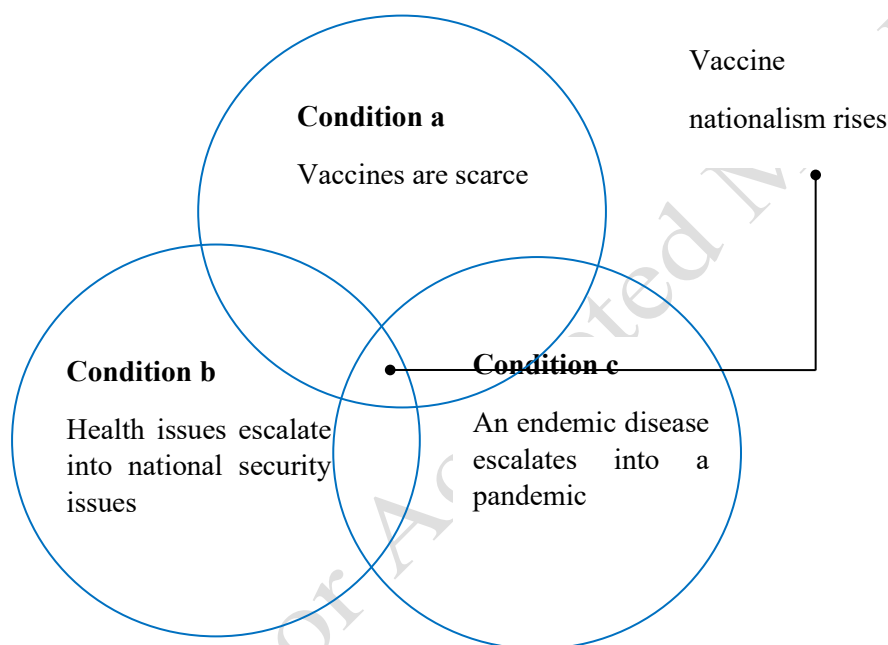 Vaccine
nationalism rises
Condition a
Vaccines are scarce
Condition b
Health issues escalate
into national security
issues
Condition c
An endemic disease
escalates into a
pandemic